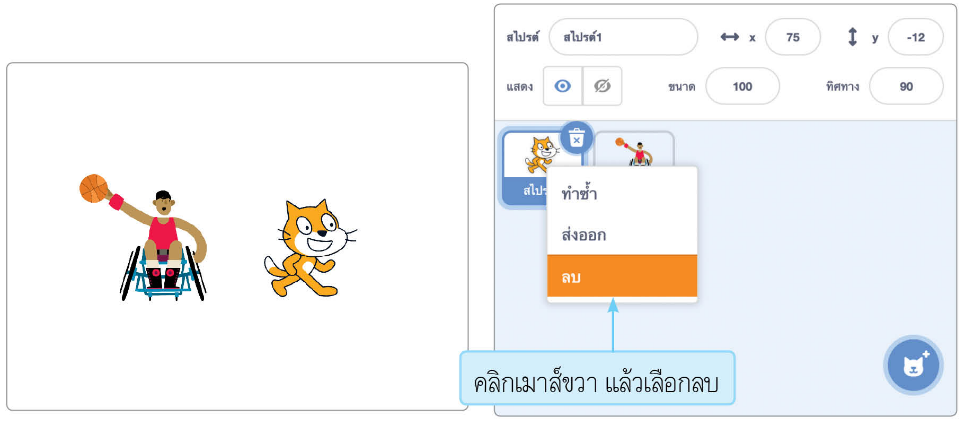 สไปรต์ สไปรต์1 x 75 y -12
แสดง ขนาด 100 ทิศทาง 90
ทำซ้ำ
ส่งออก
ลบ
คลิกเมาส์ขวา แล้วเลือกลบ